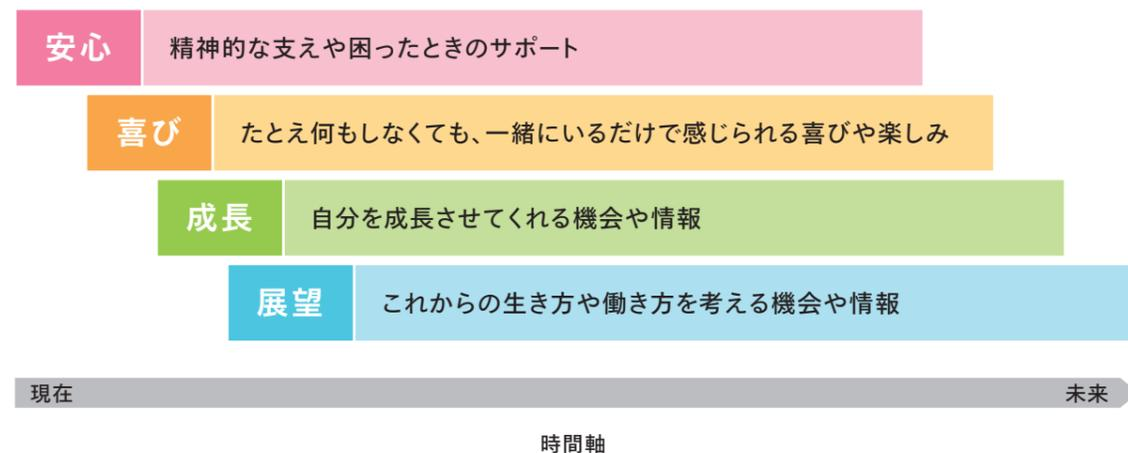 安心 精神的な支えや困ったときのサポート
喜び たとえ何もしなくても、一緒にいるだけで感じられる喜びや楽しみ
成長 自分を成長させてくれる機会や情報
展望 これからの生き方や働き方を考える機会や情報
現在 未来
時間軸